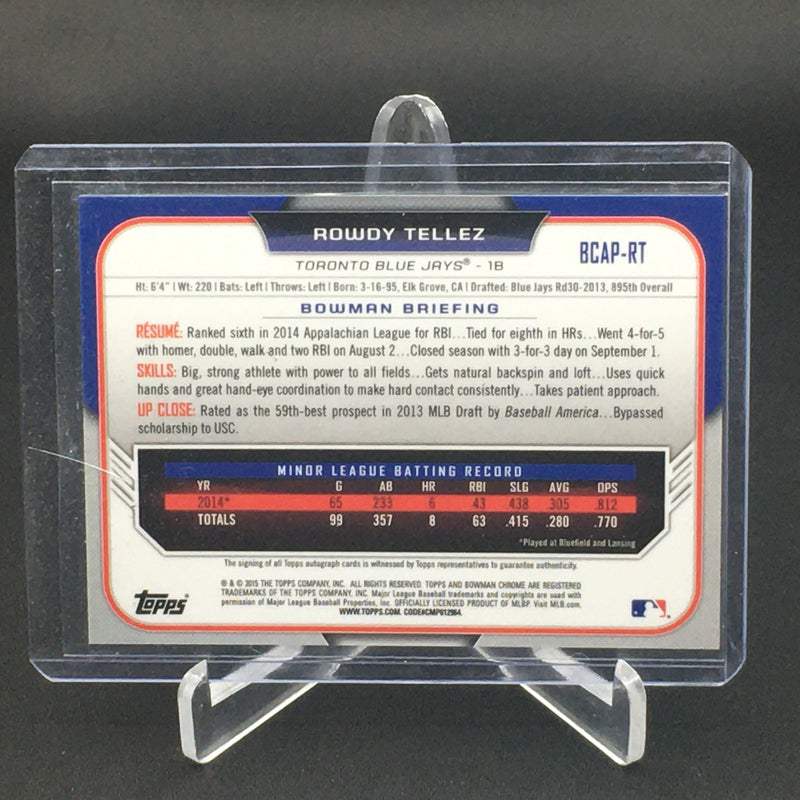 ROWDY TELLEZ
BCAP-RT
TORONTO BLUE JAYS® - 1B
Ht: 6'4" | Wt: 220 | Bats: Left | Throws: Left | Born: 3-16-95, Elk Grove, CA | Drafted: Blue Jays Rd30-2013, 895th Overall
BOWMAN BRIEFING
RÉSUMÉ: Ranked sixth in 2014 Appalachian League for RBI...Tied for eighth in HRs...Went 4-for-5
with homer, double, walk and two RBI on August 2...Closed season with 3-for-3 day on September 1.
SKILLS: Big, strong athlete with power to all fields...Gets natural backspin and loft...Uses quick
hands and great hand-eye coordination to make hard contact consistently...Takes patient approach.
UP CLOSE: Rated as the 59th-best prospect in 2013 MLB Draft by Baseball America...Bypassed
scholarship to USC.
MINOR LEAGUE BATTING RECORD
YR G AB HR RBI SLG AVG OPS
2014* 65 233 6 43 .438 .305 .812
TOTALS 99 357 8 63 .415 .280 .770
*Played at Bluefield and Lansing
The signing of all Topps autograph cards is witnessed by Topps representatives to guarantee authenticity.
® & © 2015 THE TOPPS COMPANY, INC. ALL RIGHTS RESERVED. TOPPS AND BOWMAN CHROME ARE REGISTERED
TRADEMARKS OF THE TOPPS COMPANY, INC. Major League Baseball trademarks and copyrights are used with
permission of Major League Baseball Properties, Inc. OFFICIALLY LICENSED PRODUCT OF MLBP. Visit MLB.com.
WWW.TOPPS.COM. CODE#CMP012964.
Topps®